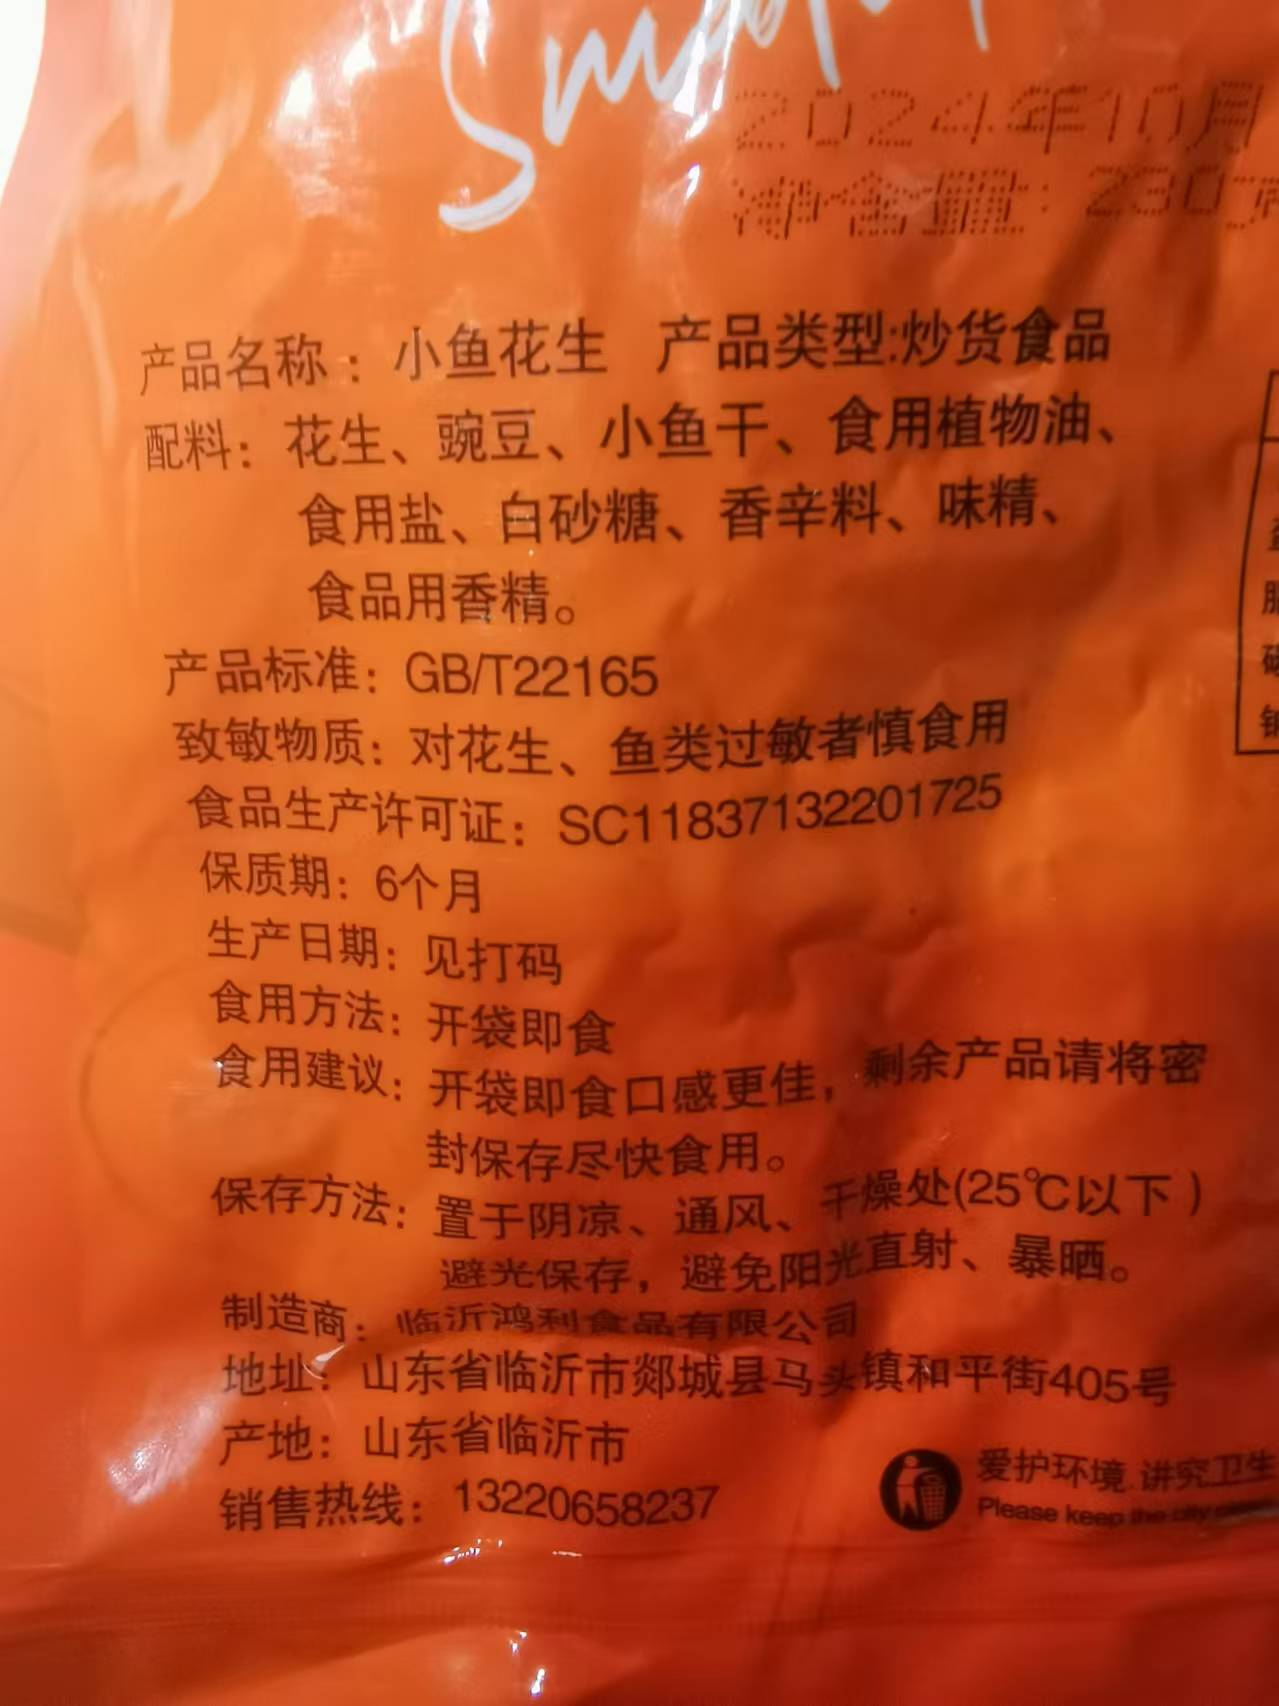 2024年10月
净含量:230克
产品名称：小鱼花生 产品类型:炒货食品
配料：花生、豌豆、小鱼干、食用植物油、
食用盐、白砂糖、香辛料、味精、
食品用香精。
产品标准：GB/T22165
致敏物质：对花生、鱼类过敏者慎食用
食品生产许可证：SC11837132201725
保质期：6个月
生产日期：见打码
食用方法：开袋即食
食用建议：开袋即食口感更佳，剩余产品请将密
封保存尽快食用。
保存方法：置于阴凉、通风、干燥处(25℃以下)
避光保存，避免阳光直射、暴晒。
制造商：临沂鸿利食品有限公司
地址：山东省临沂市郯城县马头镇和平街405号
产地：山东省临沂市
销售热线：13220658237
爱护环境.讲究卫生
Please keep the city